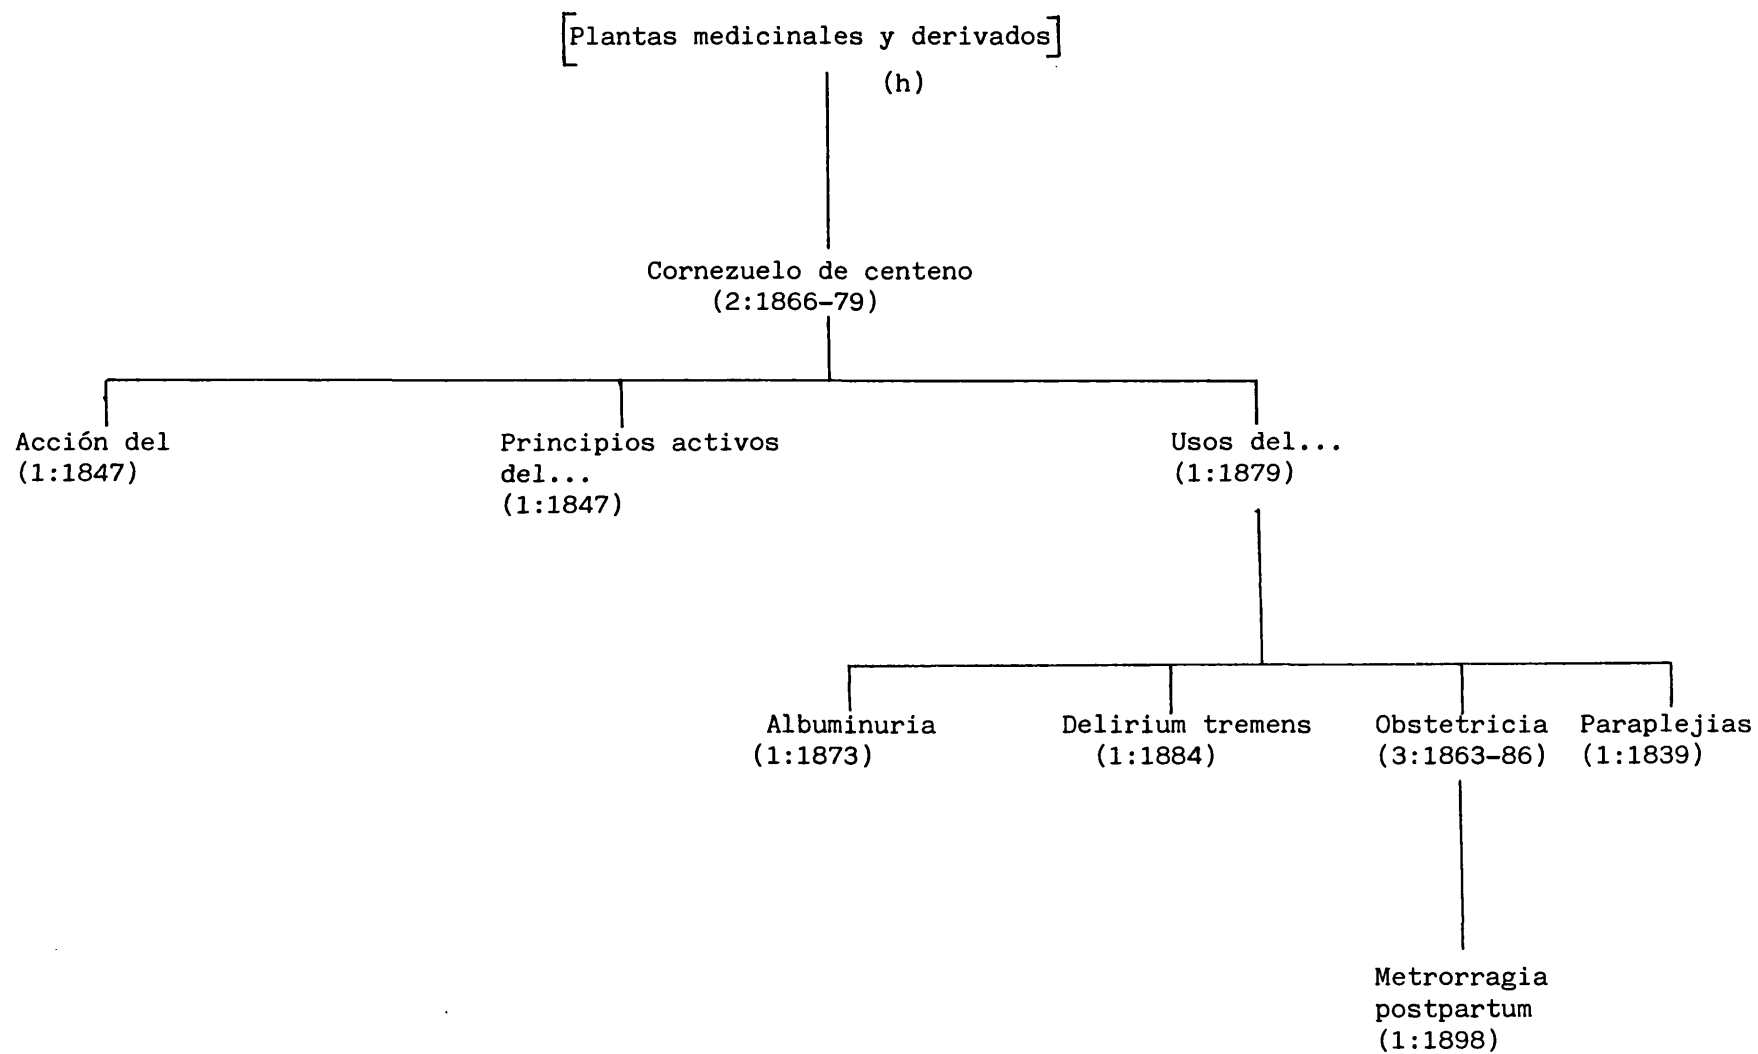 [Plantas medicinales y derivados]
(h)
Cornezuelo de centeno
(2:1866-79)
Acción del
(1:1847)
Principios activos
del...
(1:1847)
Usos del...
(1:1879)
Albuminuria
(1:1873)
Delirium tremens
(1:1884)
Obstetricia
(3:1863-86)
Paraplejias
(1:1839)
Metrorragia
postpartum
(1:1898)